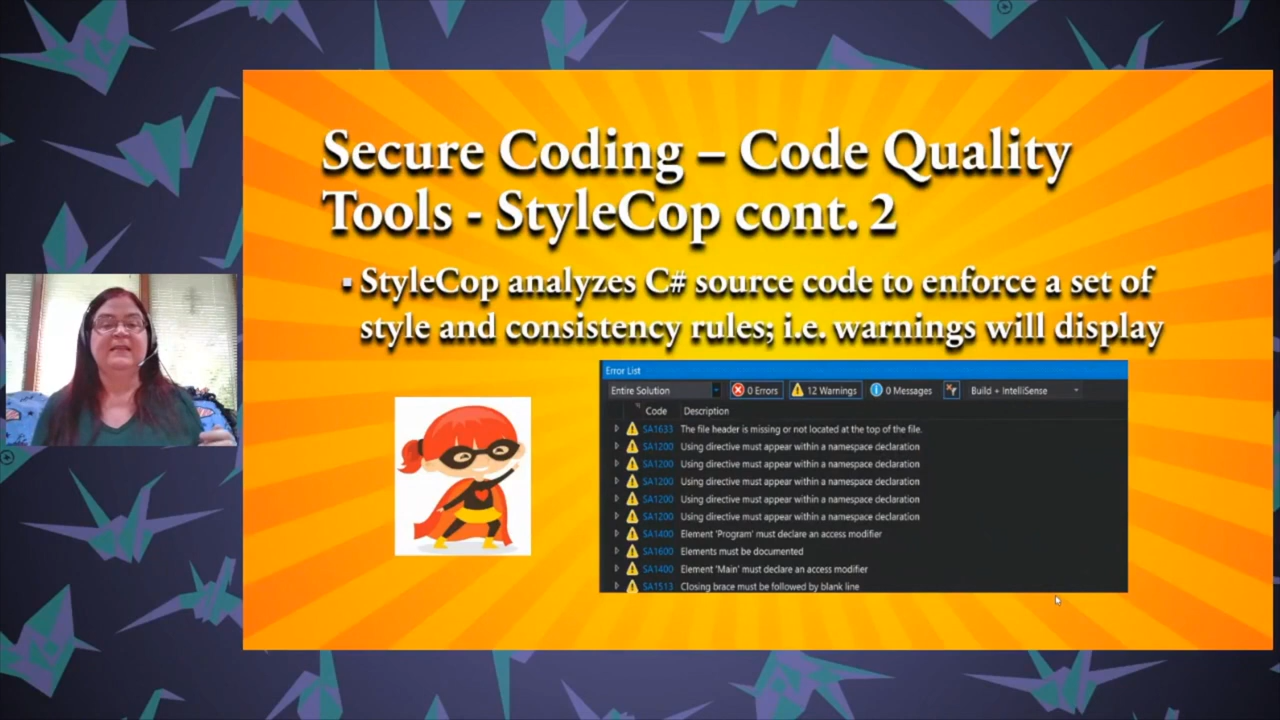 Secure Coding – Code Quality
Tools - StyleCop cont. 2
▪ StyleCop analyzes C# source code to enforce a set of
style and consistency rules; i.e. warnings will display
Error List
Entire Solution 0 Errors 12 Warnings 0 Messages Build + IntelliSense
Code Description
SA1633 The file header is missing or not located at the top of the file.
SA1200 Using directive must appear within a namespace declaration
SA1200 Using directive must appear within a namespace declaration
SA1200 Using directive must appear within a namespace declaration
SA1200 Using directive must appear within a namespace declaration
SA1200 Using directive must appear within a namespace declaration
SA1400 Element 'Program' must declare an access modifier
SA1600 Elements must be documented
SA1400 Element 'Main' must declare an access modifier
SA1513 Closing brace must be followed by blank line